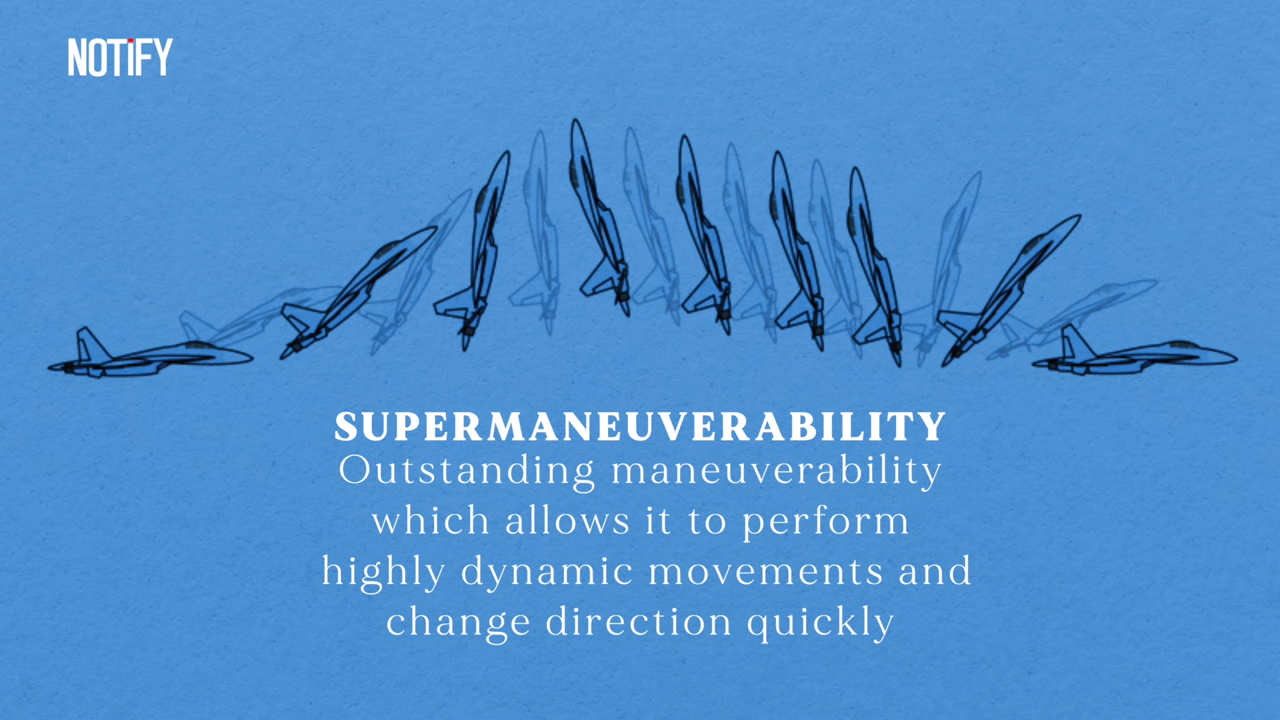 NOTiFY
SUPERMANEUVERABILITY
Outstanding maneuverability
which allows it to perform
highly dynamic movements and
change direction quickly